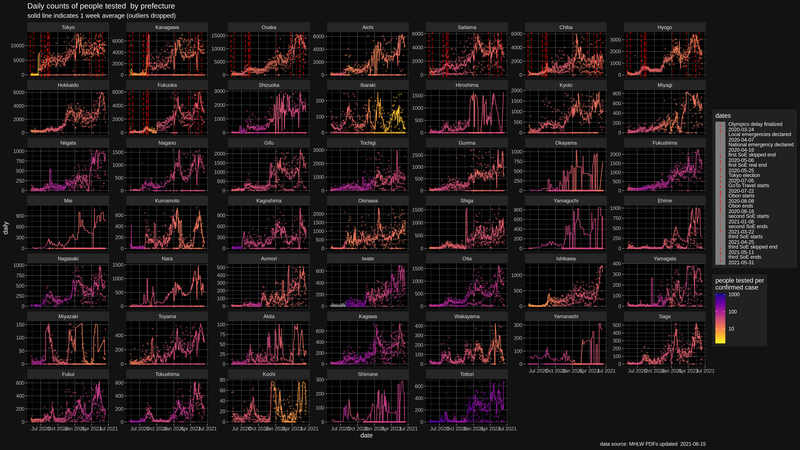 Daily counts of people tested  by prefecture
solid line indicates 1 week average (outliers dropped)
Tokyo Kanagawa Osaka Aichi Saitama Chiba Hyogo
Hokkaido Fukuoka Shizuoka Ibaraki Hiroshima Kyoto Miyagi
Niigata Nagano Gifu Tochigi Gunma Okayama Fukushima
Mie Kumamoto Kagoshima Okinawa Shiga Yamaguchi Ehime
Nagasaki Nara Aomori Iwate Oita Ishikawa Yamagata
Miyazaki Toyama Akita Kagawa Wakayama Yamanashi Saga
Fukui Tokushima Kochi Shimane Tottori
daily
date
dates
Olympics delay finalized
2020-03-24
Local emergencies declared
2020-04-07
National emergency declared
2020-04-16
first SoE skipped end
2020-05-06
first SoE real end
2020-05-25
Tokyo election
2020-07-05
GoTo Travel starts
2020-07-22
Obon starts
2020-08-08
Obon ends
2020-08-16
second SoE starts
2021-01-08
second SoE ends
2021-03-22
third SoE starts
2021-04-25
third SoE skipped end
2021-05-11
third SoE ends
2021-05-31
people tested per
confirmed case
1000
100
10
data source: MHLW PDFs updated  2021-06-15